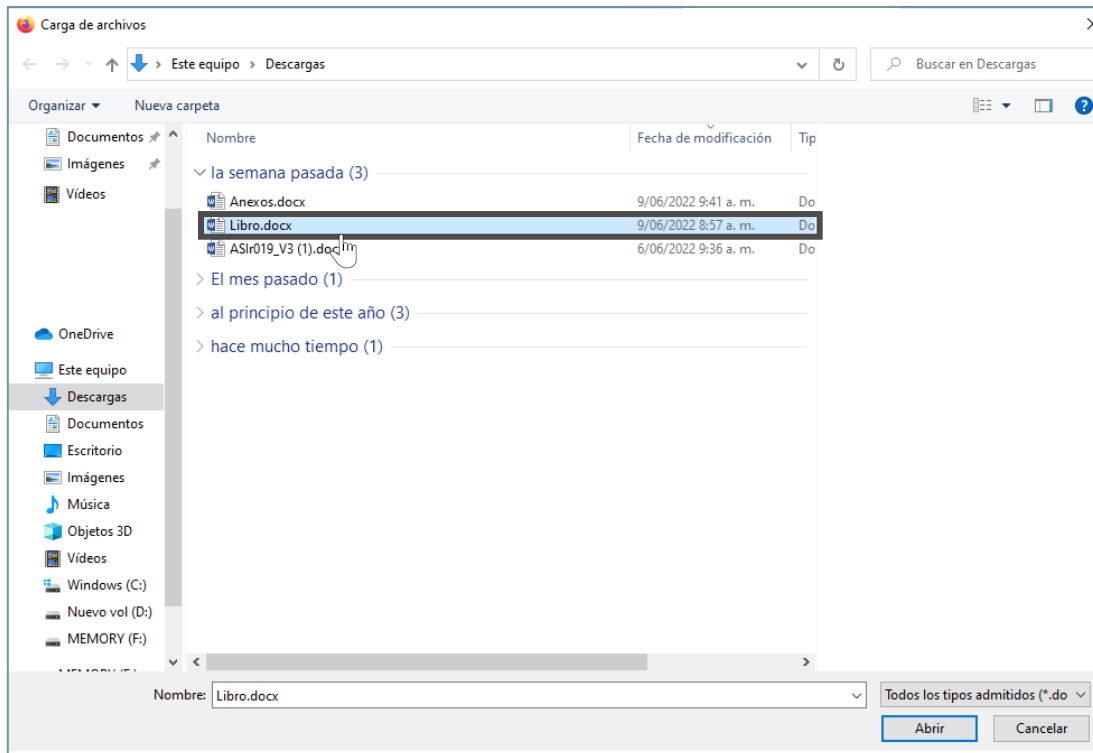 Carga de archivos
Este equipo > Descargas
Buscar en Descargas
Organizar
Nueva carpeta
Documentos
Imágenes
Vídeos
OneDrive
Este equipo
Descargas
Documentos
Escritorio
Imágenes
Música
Objetos 3D
Vídeos
Windows (C:)
Nuevo vol (D:)
MEMORY (F:)
Nombre Fecha de modificación Tip
la semana pasada (3)
Anexos.docx 9/06/2022 9:41 a. m. Do
Libro.docx 9/06/2022 8:57 a. m. Do
ASIr019_V3 (1).doc 6/06/2022 9:36 a. m. Do
El mes pasado (1)
al principio de este año (3)
hace mucho tiempo (1)
Nombre: Libro.docx
Todos los tipos admitidos (*.do
Abrir Cancelar